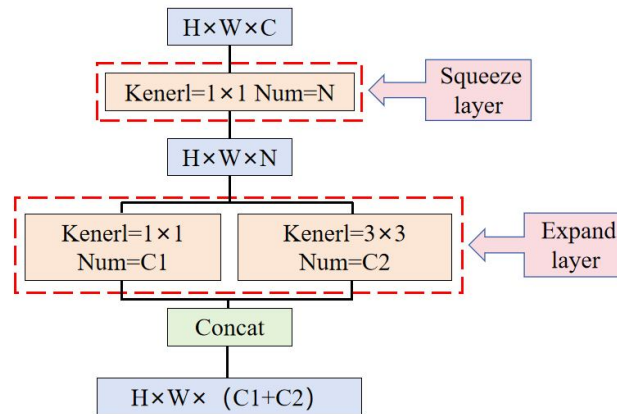 H×W×C
Kenerl=1×1 Num=N
Squeeze
layer
H×W×N
Kenerl=1×1
Num=C1
Kenerl=3×3
Num=C2
Expand
layer
Concat
H×W×（C1+C2）